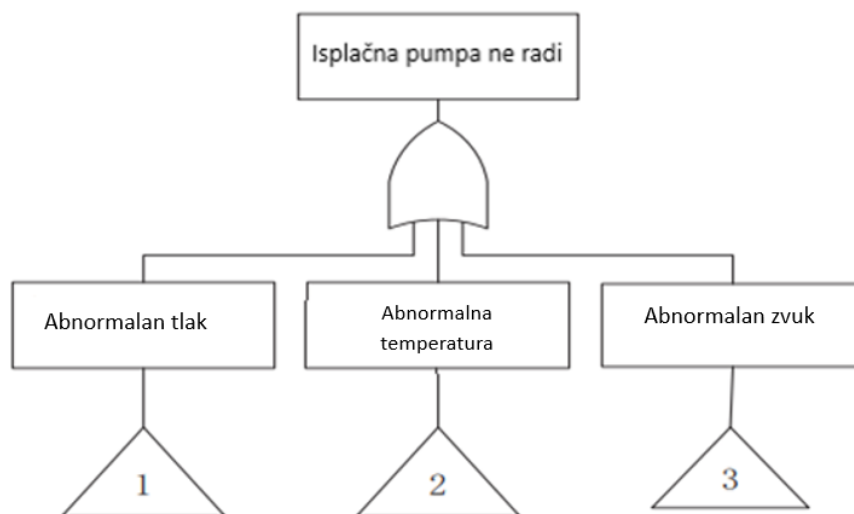 Isplačna pumpa ne radi
Abnormalan tlak
Abnormalna
temperatura
Abnormalan zvuk
1
2
3